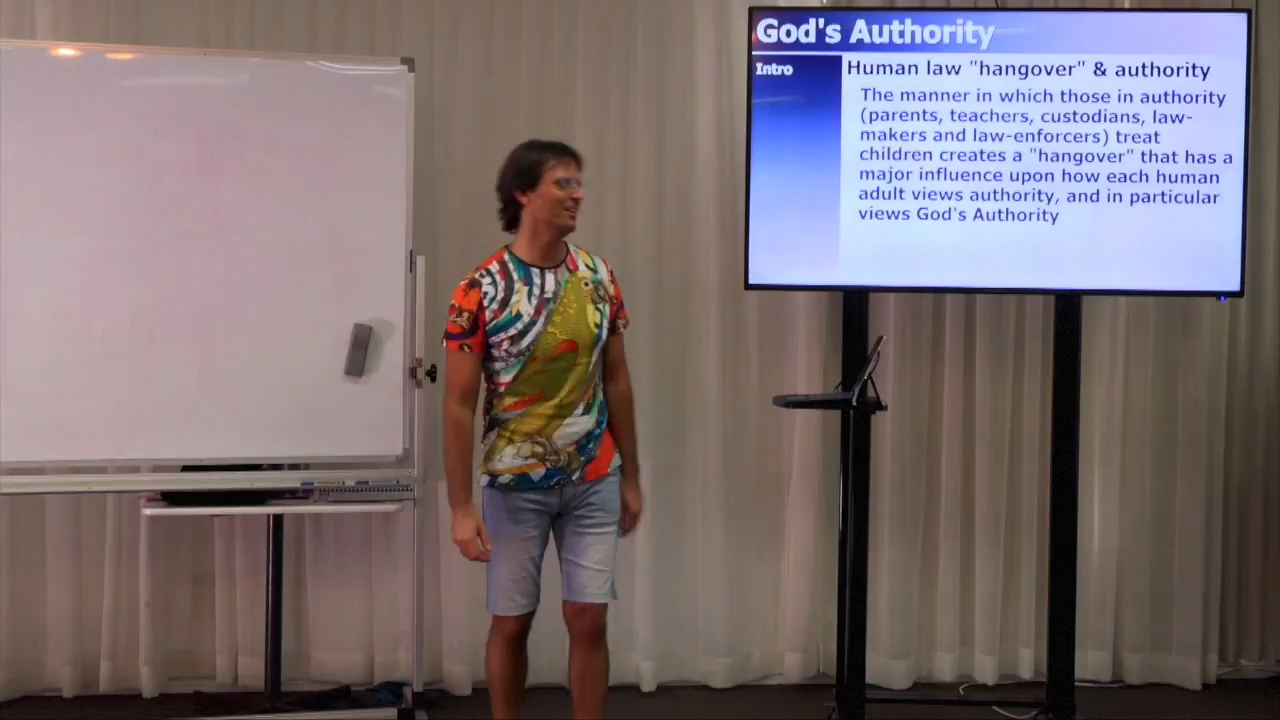 God's Authority
Intro
Human law "hangover" & authority
The manner in which those in authority
(parents, teachers, custodians, law-
makers and law-enforcers) treat
children creates a "hangover" that has a
major influence upon how each human
adult views authority, and in particular
views God's Authority